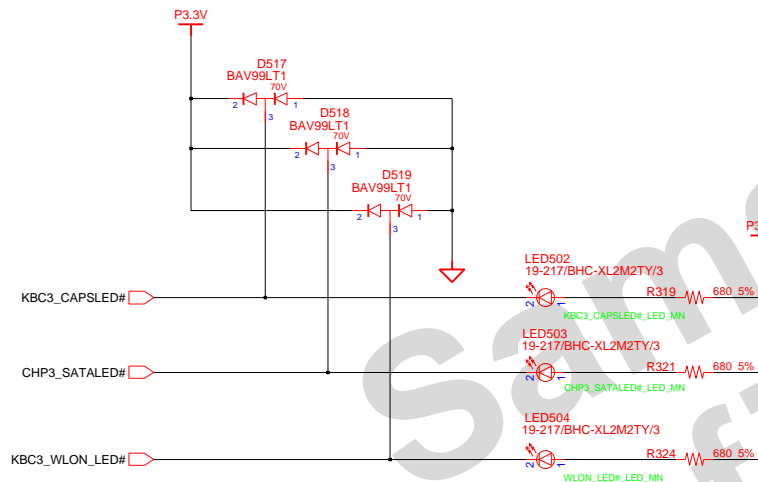 P3.3V
D517
BAV99LT1
70V
2
1
3
D518
BAV99LT1
70V
2
1
3
D519
BAV99LT1
70V
2
1
3
LED502
19-217/BHC-XL2M2TY/3
KBC3_CAPSLED#
2
1
R319
680 5%
KBC3_CAPSLED#_LED_MN
LED503
19-217/BHC-XL2M2TY/3
CHP3_SATALED#
2
1
R321
680 5%
CHP3_SATALED#_LED_MN
LED504
19-217/BHC-XL2M2TY/3
KBC3_WLON_LED#
2
1
R324
680 5%
WLON_LED#_LED_MN